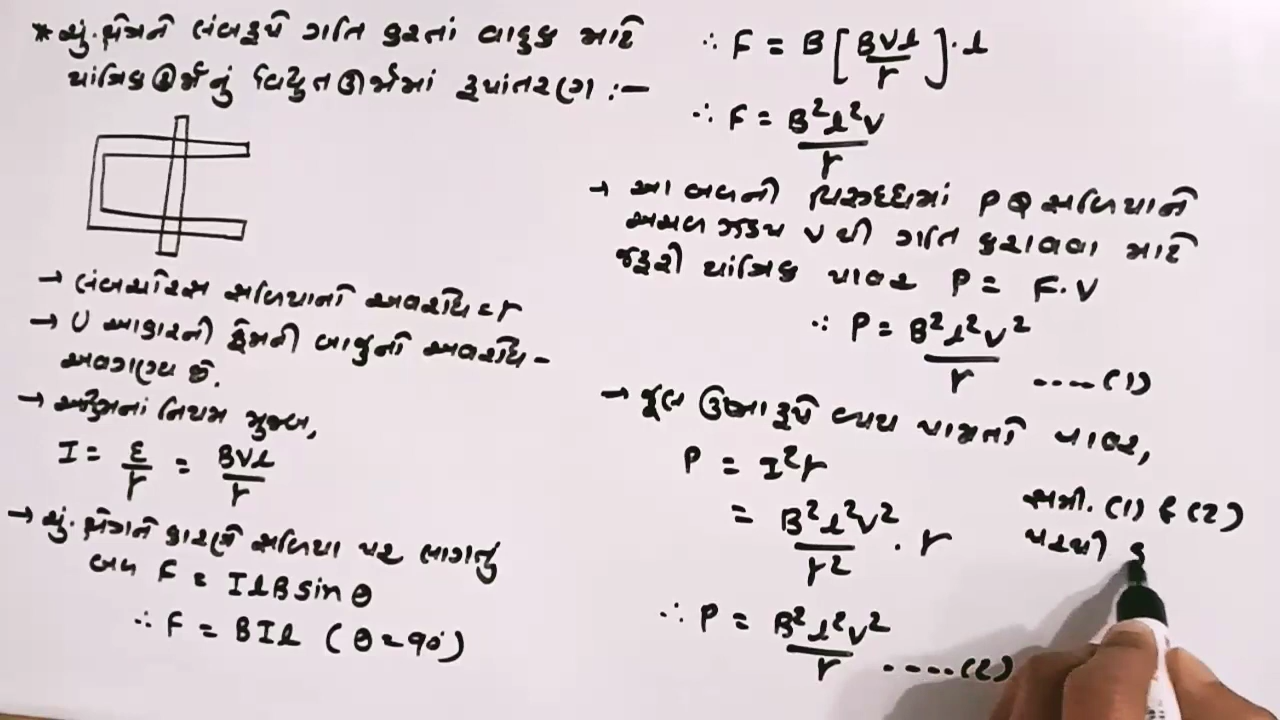 * ચું. ક્ષેત્રને લંબરૂપે ગતિ કરતાં વાહક માટે
યાંત્રિક ઊર્જાનું વિદ્યુત ઊર્જામાં રૂપાંતરણ :-
→ લંબચોરસ સળિયાનો અવરોધ = r
→ U આકારની ફ્રેમની બાજુનો અવરોધ -
અવગણ્ય છે.
→ ઓહ્મનાં નિયમ મુજબ,
I = ε/r = Bvl/r
→ ચું. ક્ષેત્રને કારણે સળિયા પર લાગતું
બળ F = IlB sin θ
∴ F = BIl (θ = 90°)
∴ F = B [Bvl/r] · l
∴ F = B²l²v/r
→ આ બળની વિરુદ્ધમાં PQ સળિયાને
અચળ ઝડપ v થી ગતિ કરાવવા માટે
જરૂરી યાંત્રિક પાવર P = F·v
∴ P = B²l²v²/r ....(1)
→ જૂલ ઉષ્મા રૂપે વ્યય પામતો પાવર,
P = I²r
= B²l²v²/r² · r
∴ P = B²l²v²/r ....(2)
સમી. (1) & (2)
પરથી